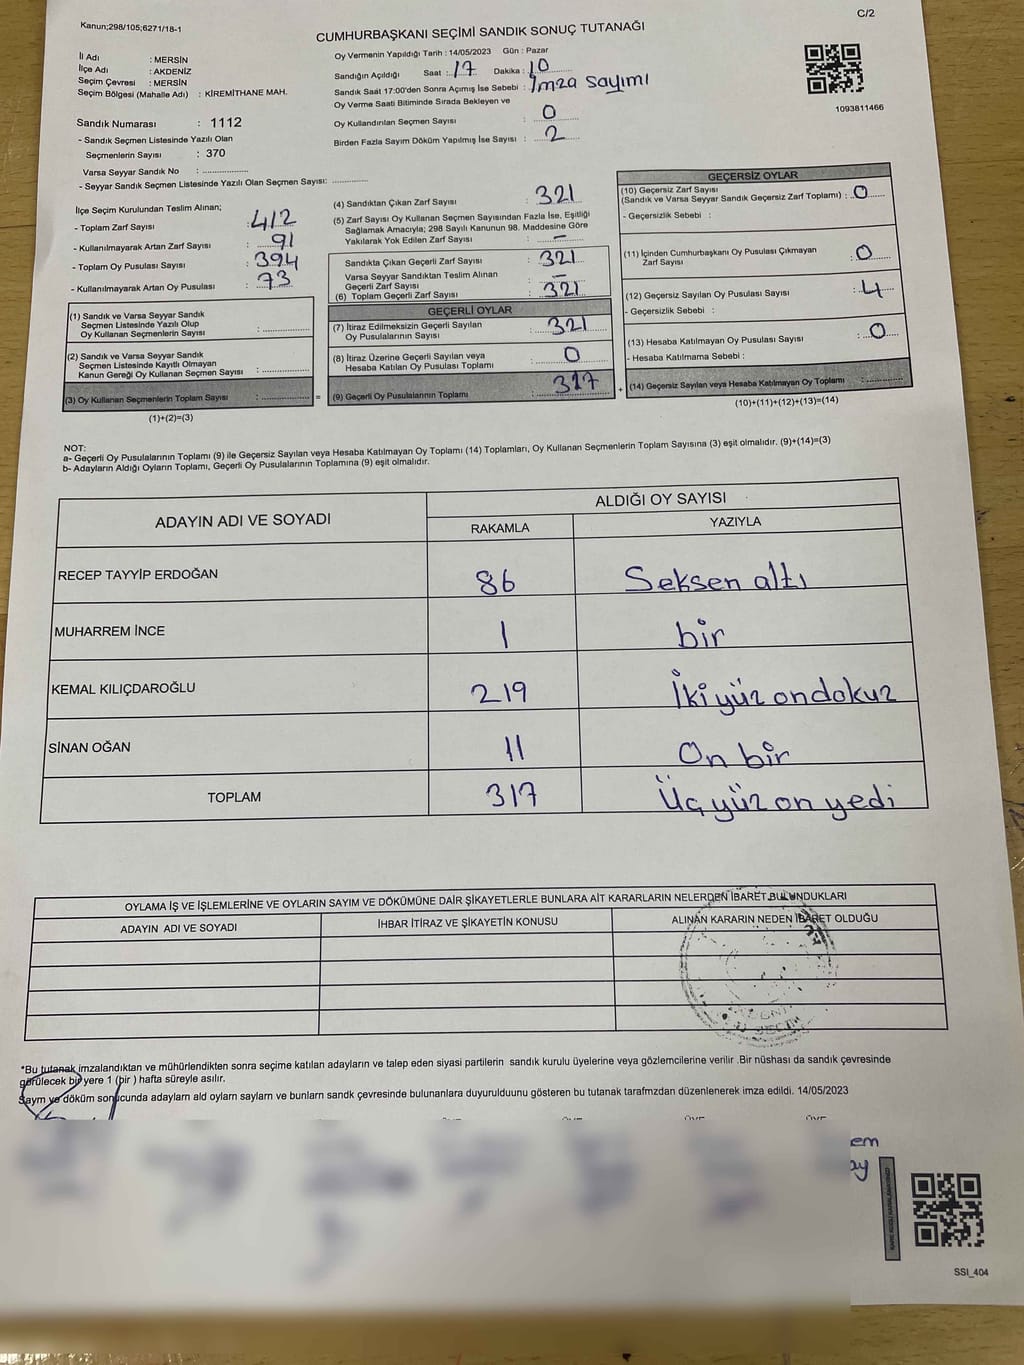 Kanun;298/105;6271/18-1
C/2
CUMHURBAŞKANI SEÇİMİ SANDIK SONUÇ TUTANAĞI
İl Adı : MERSİN
İlçe Adı : AKDENİZ
Seçim Çevresi : MERSİN
Seçim Bölgesi (Mahalle Adı) : KİREMİTHANE MAH.
Oy Vermenin Yapıldığı Tarih : 14/05/2023 Gün : Pazar
Sandığın Açıldığı Saat : 17 Dakika : 10
Sandık Saat 17:00'den Sonra Açımış İse Sebebi : İmza Sayımı
Oy Verme Saati Bitiminde Sırada Bekleyen ve
Oy Kullandırılan Seçmen Sayısı : 0
Birden Fazla Sayım Döküm Yapılmış İse Sayısı : 2
1093811466
Sandık Numarası : 1112
- Sandık Seçmen Listesinde Yazılı Olan
Seçmenlerin Sayısı : 370
Varsa Seyyar Sandık No : ................
- Seyyar Sandık Seçmen Listesinde Yazılı Olan Seçmen Sayısı: ............
İlçe Seçim Kurulundan Teslim Alınan;
- Toplam Zarf Sayısı : 412
- Kullanılmayarak Artan Zarf Sayısı : 91
- Toplam Oy Pusulası Sayısı : 394
- Kullanılmayarak Artan Oy Pusulası : 73
(1) Sandık ve Varsa Seyyar Sandık
Seçmen Listesinde Yazılı Olup
Oy Kullanan Seçmenlerin Sayısı : ................
(2) Sandık ve Varsa Seyyar Sandık
Seçmen Listesinde Kayıtlı Olmayan
Kanun Gereği Oy Kullanan Seçmen Sayısı : ................
(3) Oy Kullanan Seçmenlerin Toplam Sayısı : ................ =
(1)+(2)=(3)
(4) Sandıktan Çıkan Zarf Sayısı : 321
(5) Zarf Sayısı Oy Kullanan Seçmen Sayısından Fazla İse, Eşitliği
Sağlamak Amacıyla; 298 Sayılı Kanunun 98. Maddesine Göre
Yakılarak Yok Edilen Zarf Sayısı : —
Sandıkta Çıkan Geçerli Zarf Sayısı : 321
Varsa Seyyar Sandıktan Teslim Alınan
Geçerli Zarf Sayısı : —
(6) Toplam Geçerli Zarf Sayısı : 321
GEÇERLİ OYLAR
(7) İtiraz Edilmeksizin Geçerli Sayılan
Oy Pusulalarının Sayısı : 321
(8) İtiraz Üzerine Geçerli Sayılan veya
Hesaba Katılan Oy Pusulası Toplamı : 0
(9) Geçerli Oy Pusulalarının Toplamı : 317 +
GEÇERSİZ OYLAR
(10) Geçersiz Zarf Sayısı
(Sandık ve Varsa Seyyar Sandık Geçersiz Zarf Toplamı) : 0
- Geçersizlik Sebebi :
(11) İçinden Cumhurbaşkanı Oy Pusulası Çıkmayan
Zarf Sayısı : 0
(12) Geçersiz Sayılan Oy Pusulası Sayısı : 4
- Geçersizlik Sebebi :
(13) Hesaba Katılmayan Oy Pusulası Sayısı : 0
- Hesaba Katılmama Sebebi :
(14) Geçersiz Sayılan veya Hesaba Katılmayan Oy Toplamı : ............
(10)+(11)+(12)+(13)=(14)
NOT:
a- Geçerli Oy Pusulalarının Toplamı (9) ile Geçersiz Sayılan veya Hesaba Katılmayan Oy Toplamı (14) Toplamları, Oy Kullanan Seçmenlerin Toplam Sayısına (3) eşit olmalıdır. (9)+(14)=(3)
b- Adayların Aldığı Oyların Toplamı, Geçerli Oy Pusulalarının Toplamına (9) eşit olmalıdır.
ADAYIN ADI VE SOYADI
ALDIĞI OY SAYISI
RAKAMLA YAZIYLA
RECEP TAYYİP ERDOĞAN 86 Seksen altı
MUHARREM İNCE 1 bir
KEMAL KILIÇDAROĞLU 219 İkiyüz ondokuz
SİNAN OĞAN 11 On bir
TOPLAM 317 Üçyüz on yedi
OYLAMA İŞ VE İŞLEMLERİNE VE OYLARIN SAYIM VE DÖKÜMÜNE DAİR ŞİKAYETLERLE BUNLARA AİT KARARLARIN NELERDEN İBARET BULUNDUKLARI
ADAYIN ADI VE SOYADI İHBAR İTİRAZ VE ŞİKAYETİN KONUSU ALINAN KARARIN NEDEN İBARET OLDUĞU
*Bu tutanak imzalandıktan ve mühürlendikten sonra seçime katılan adayların ve talep eden siyasi partilerin sandık kurulu üyelerine veya gözlemcilerine verilir .Bir nüshası da sandık çevresinde
görülecek bir yere 1 (bir ) hafta süreyle asılır.
Saym ve döküm sonucunda adaylarn ald oylarn saylarn ve bunlarn sandk çevresinde bulunanlara duyurulduunu gösteren bu tutanak tarafmzdan düzenlenerek imza edildi. 14/05/2023
SSI_404